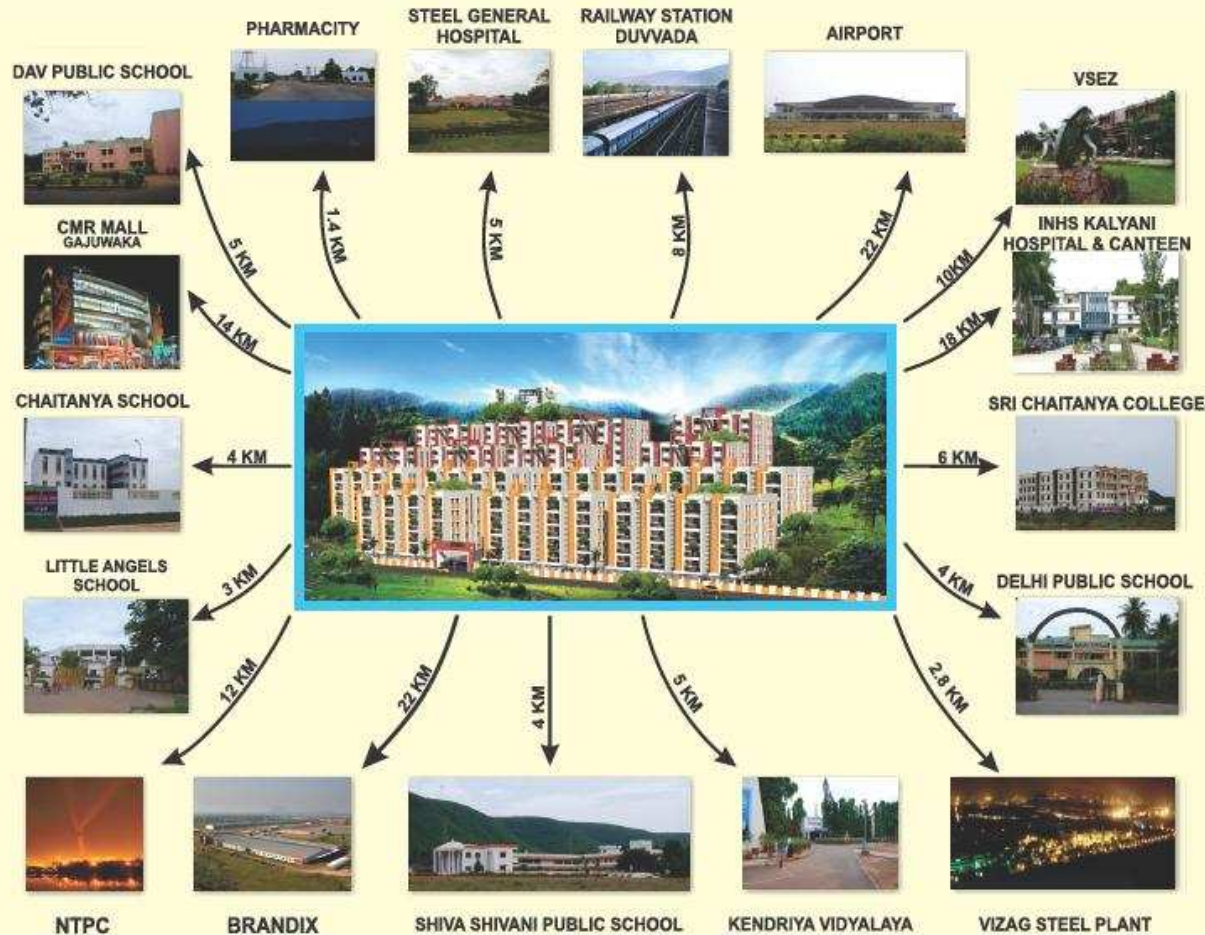 PHARMACITY
STEEL GENERAL
HOSPITAL
RAILWAY STATION
DUVVADA
AIRPORT
DAV PUBLIC SCHOOL
VSEZ
CMR MALL
GAJUWAKA
INHS KALYANI
HOSPITAL & CANTEEN
5 KM
1.4 KM
5 KM
8 KM
22 KM
10KM
14 KM
18 KM
CHAITANYA SCHOOL
SRI CHAITANYA COLLEGE
4 KM
6 KM
LITTLE ANGELS
SCHOOL
DELHI PUBLIC SCHOOL
3 KM
4 KM
12 KM
22 KM
4 KM
5 KM
2.8 KM
NTPC
BRANDIX
SHIVA SHIVANI PUBLIC SCHOOL
KENDRIYA VIDYALAYA
VIZAG STEEL PLANT